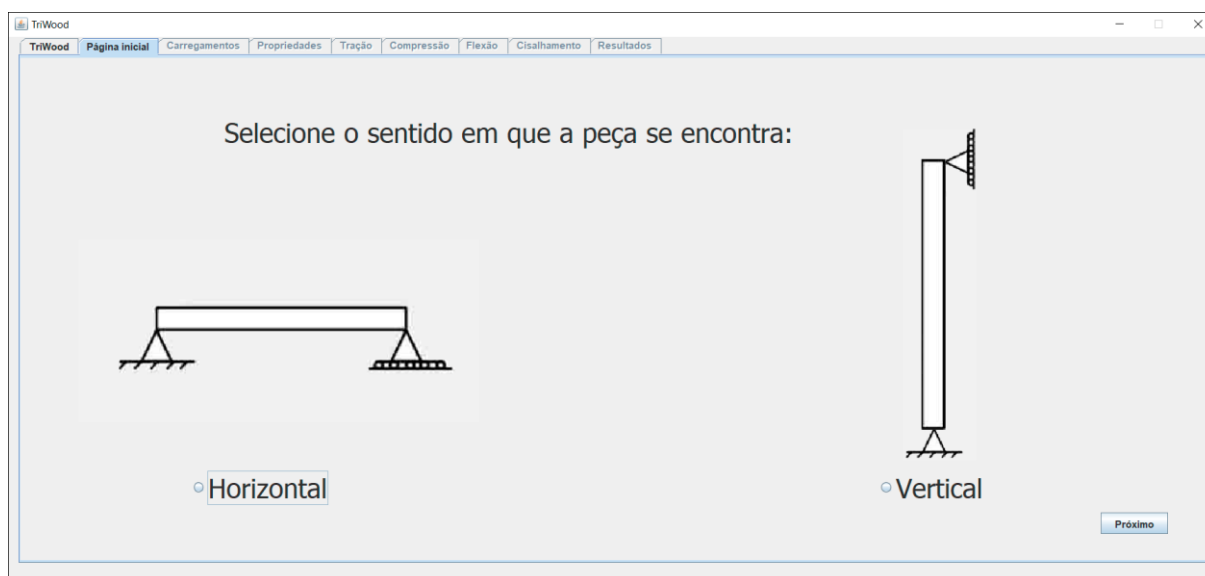 TriWood
TriWood Página inicial Carregamentos Propriedades Tração Compressão Flexão Cisalhamento Resultados
Selecione o sentido em que a peça se encontra:
Horizontal
Vertical
Próximo